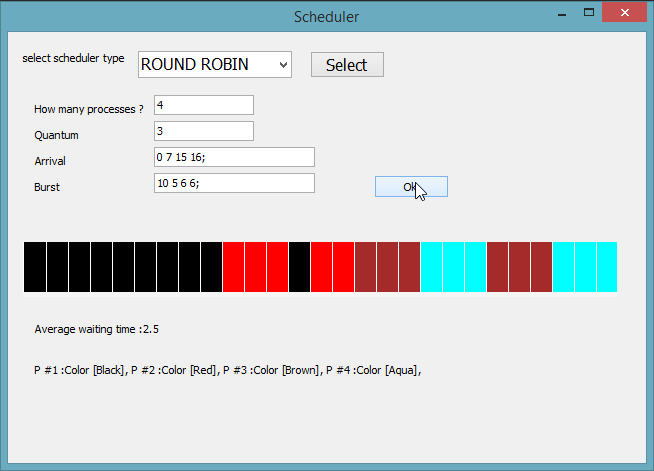 Scheduler
select scheduler type ROUND ROBIN Select
How many processes ? 4
Quantum 3
Arrival 0 7 15 16;
Burst 10 5 6 6; Ok
Average waiting time :2.5
P #1 :Color [Black], P #2 :Color [Red], P #3 :Color [Brown], P #4 :Color [Aqua],